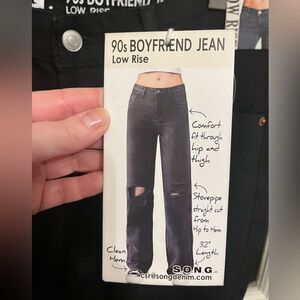 90s BOYFRIEND JEAN
Low Rise
90s BOYFRIEND JEAN
Low Rise
Comfort
fit through
hip and
thigh
Stovepipe
straight cut
from
Hip to Hem
32"
Length
Clean
Hem
SONG
csr@songdenim.com